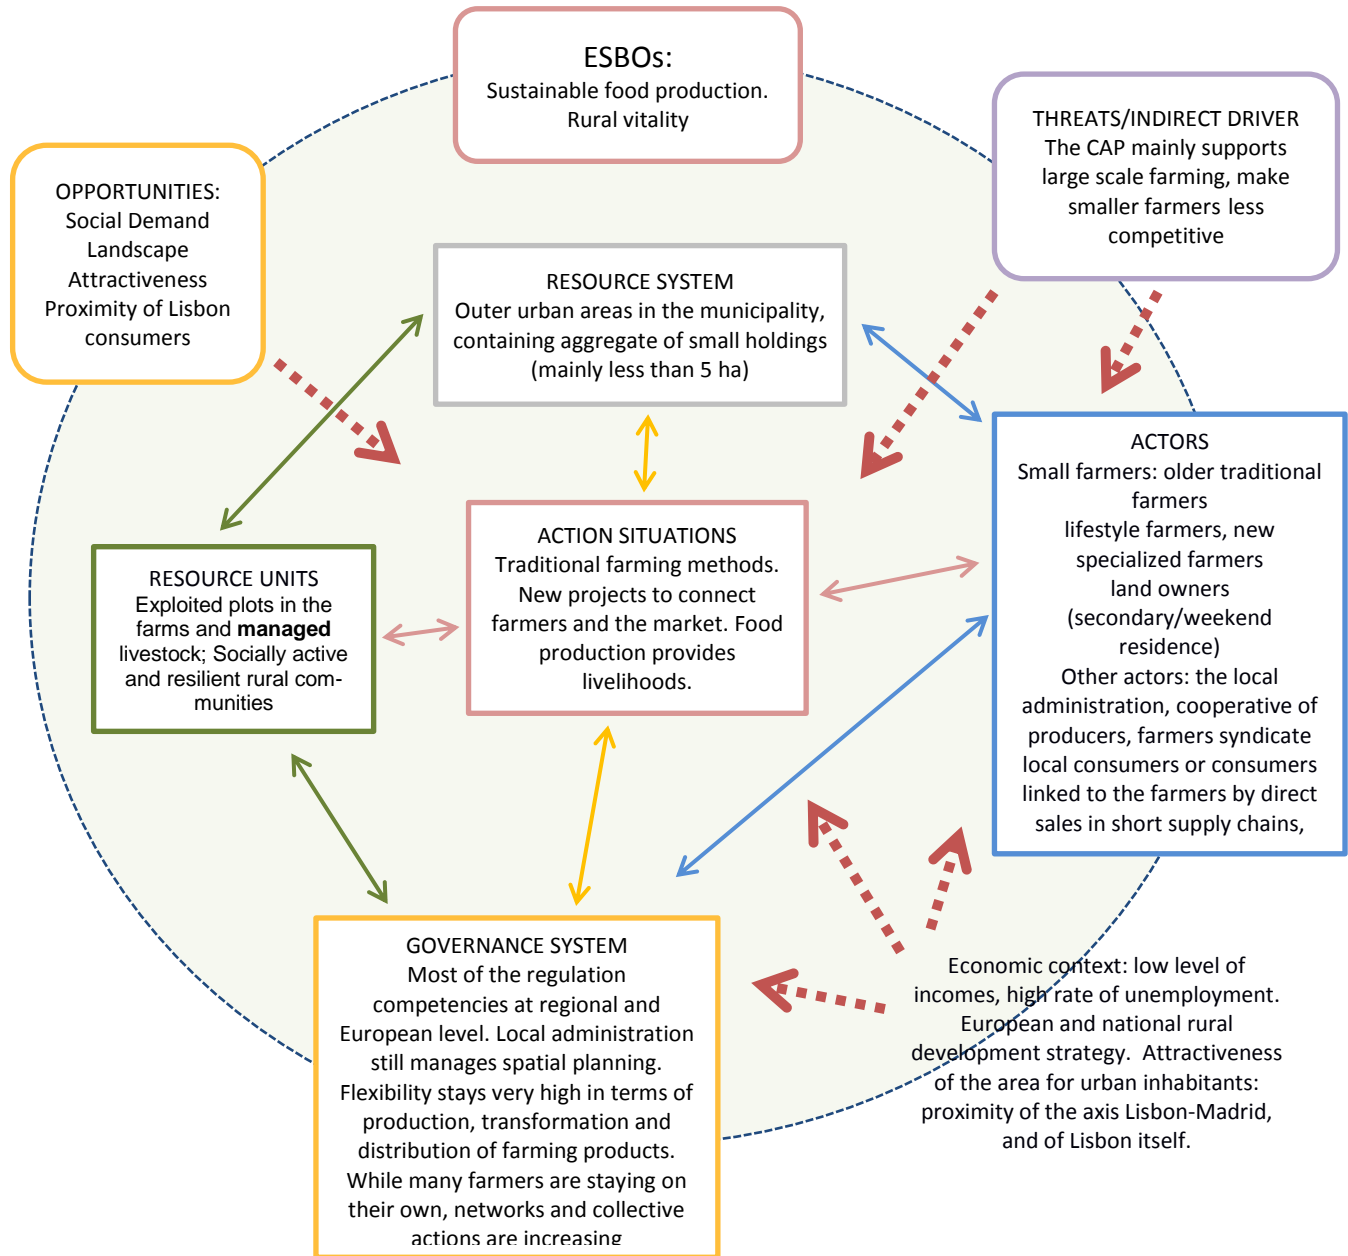 ESBOs:
Sustainable food production.
Rural vitality
THREATS/INDIRECT DRIVER
The CAP mainly supports
large scale farming, make
smaller farmers less
competitive
OPPORTUNITIES:
Social Demand
Landscape
Attractiveness
Proximity of Lisbon
consumers
RESOURCE SYSTEM
Outer urban areas in the municipality,
containing aggregate of small holdings
(mainly less than 5 ha)
ACTORS
Small farmers: older traditional
farmers
lifestyle farmers, new
specialized farmers
land owners
(secondary/weekend
residence)
Other actors: the local
administration, cooperative of
producers, farmers syndicate
local consumers or consumers
linked to the farmers by direct
sales in short supply chains,
ACTION SITUATIONS
Traditional farming methods.
New projects to connect
farmers and the market. Food
production provides
livelihoods.
RESOURCE UNITS
Exploited plots in the
farms and managed
livestock; Socially active
and resilient rural com-
munities
GOVERNANCE SYSTEM
Most of the regulation
competencies at regional and
European level. Local administration
still manages spatial planning.
Flexibility stays very high in terms of
production, transformation and
distribution of farming products.
While many farmers are staying on
their own, networks and collective
actions are increasing
Economic context: low level of
incomes, high rate of unemployment.
European and national rural
development strategy. Attractiveness
of the area for urban inhabitants:
proximity of the axis Lisbon-Madrid,
and of Lisbon itself.